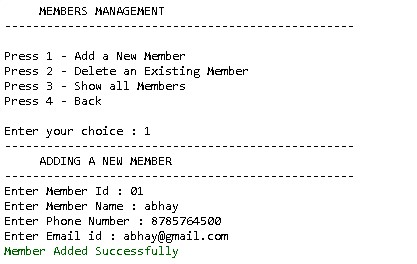 MEMBERS MANAGEMENT
--------------------------------------------------
Press 1 - Add a New Member
Press 2 - Delete an Existing Member
Press 3 - Show all Members
Press 4 - Back
Enter your choice : 1
--------------------------------------------------
ADDING A NEW MEMBER
--------------------------------------------------
Enter Member Id : 01
Enter Member Name : abhay
Enter Phone Number : 8785764500
Enter Email id : abhay@gmail.com
Member Added Successfully